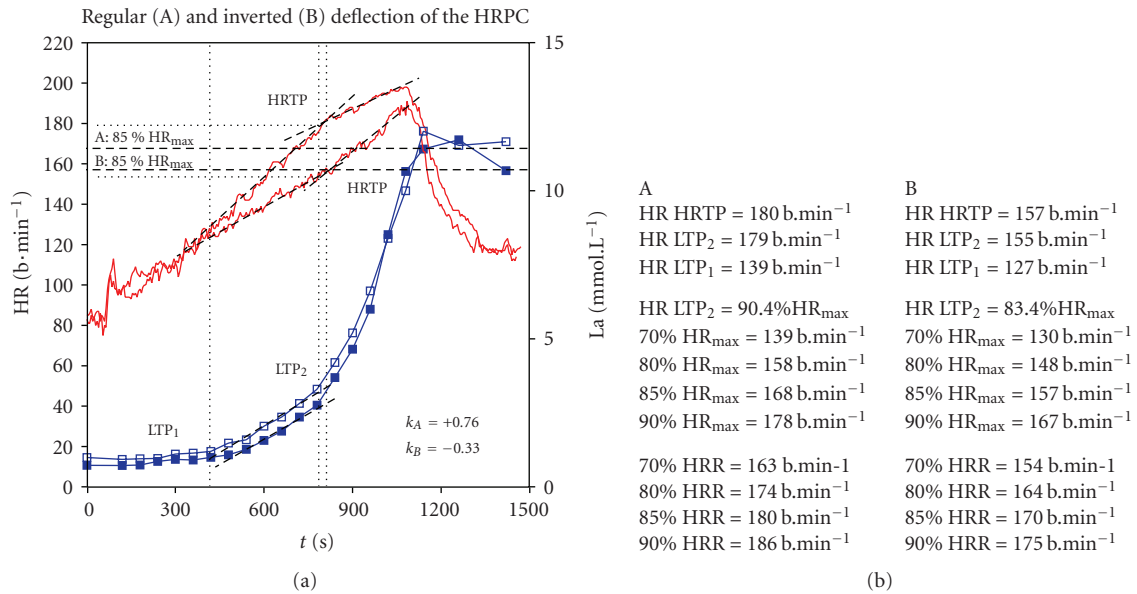 Regular (A) and inverted (B) deflection of the HRPC
220
200
180
160
140
120
100
80
60
40
20
0
HR (b·min⁻¹)
15
10
5
0
La (mmol.L⁻¹)
0
300
600
900
1200
1500
t (s)
HRTP
A: 85 % HRmax
B: 85 % HRmax
HRTP
LTP₂
LTP₁
kA = +0.76
kB = −0.33
(a)
A
HR HRTP = 180 b.min⁻¹
HR LTP₂ = 179 b.min⁻¹
HR LTP₁ = 139 b.min⁻¹
HR LTP₂ = 90.4%HRmax
70% HRmax = 139 b.min⁻¹
80% HRmax = 158 b.min⁻¹
85% HRmax = 168 b.min⁻¹
90% HRmax = 178 b.min⁻¹
70% HRR = 163 b.min-1
80% HRR = 174 b.min⁻¹
85% HRR = 180 b.min⁻¹
90% HRR = 186 b.min⁻¹
B
HR HRTP = 157 b.min⁻¹
HR LTP₂ = 155 b.min⁻¹
HR LTP₁ = 127 b.min⁻¹
HR LTP₂ = 83.4%HRmax
70% HRmax = 130 b.min⁻¹
80% HRmax = 148 b.min⁻¹
85% HRmax = 157 b.min⁻¹
90% HRmax = 167 b.min⁻¹
70% HRR = 154 b.min-1
80% HRR = 164 b.min⁻¹
85% HRR = 170 b.min⁻¹
90% HRR = 175 b.min⁻¹
(b)